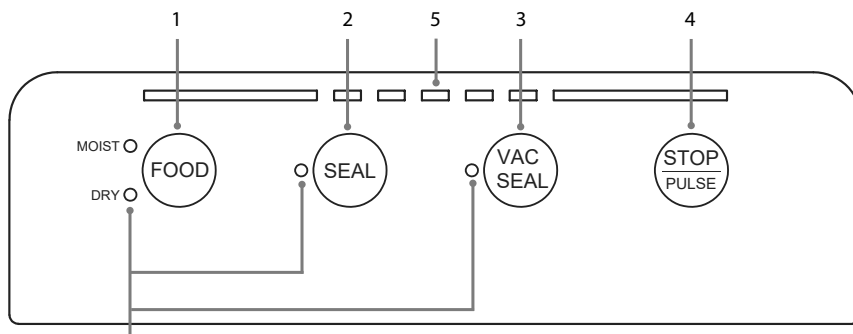 1 2 5 3 4
MOIST
FOOD
SEAL
VAC
SEAL
STOP
PULSE
DRY